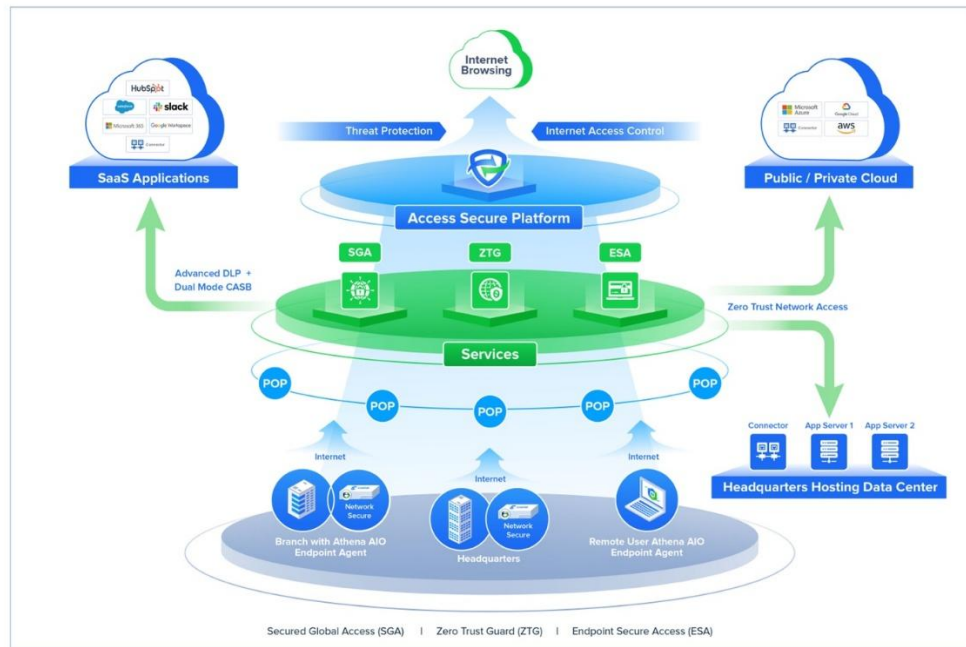 Internet
Browsing
HubSpot
salesforce
slack
Microsoft 365
Google Workspace
Connector
SaaS Applications
Threat Protection
Internet Access Control
Microsoft
Azure
Google Cloud
Connector
aws
Public / Private Cloud
Access Secure Platform
SGA
ZTG
ESA
Advanced DLP +
Dual Mode CASB
Zero Trust Network Access
Services
POP
POP
POP
POP
POP
Connector
App Server 1
App Server 2
Headquarters Hosting Data Center
Internet
Internet
Internet
Network
Secure
Network
Secure
Branch with Athena AIO
Endpoint Agent
Headquarters
Remote User Athena AIO
Endpoint Agent
Secured Global Access (SGA) | Zero Trust Guard (ZTG) | Endpoint Secure Access (ESA)